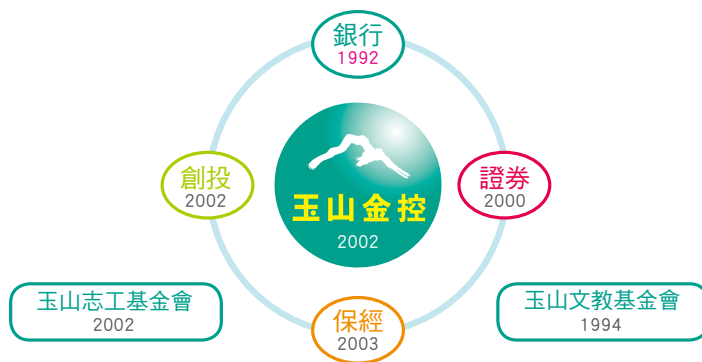 銀行
1992
創投
2002
玉山金控
2002
證券
2000
玉山志工基金會
2002
保經
2003
玉山文教基金會
1994